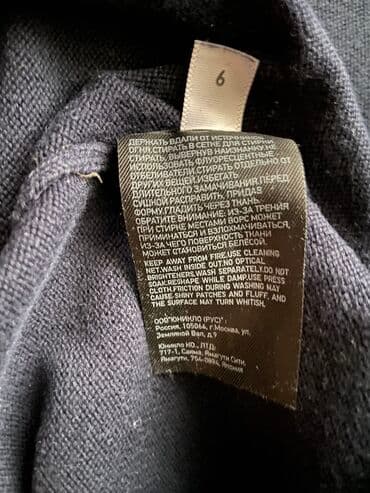 6
ДЕРЖАТЬ ВДАЛИ ОТ ИСТОЧНИКОВ
ОГНЯ.СТИРАТЬ В СЕТКЕ ДЛЯ СТИРКИ
СТИРАТЬ, ВЫВЕРНУВ НАИЗНАНКУ
ИСПОЛЬЗОВАТЬ ФЛУОРЕСЦЕНТНЫЕ
ОТБЕЛИВАТЕЛИ.СТИРАТЬ ОТДЕЛЬНО ОТ
ДРУГИХ ВЕЩЕЙ.ИЗБЕГАТЬ
ДЛИТЕЛЬНОГО ЗАМАЧИВАНИЯ ПЕРЕД
СУШКОЙ РАСПРАВИТЬ, ПРИДАВ
ФОРМУ.ГЛАДИТЬ ЧЕРЕЗ ТКАНЬ.
ОБРАТИТЕ ВНИМАНИЕ: ИЗ-ЗА ТРЕНИЯ
ПРИ СТИРКЕ МЕСТАМИ ВОРС МОЖЕТ
ПРИМИНАТЬСЯ И ВЗЛОХМАЧИВАТЬСЯ,
ИЗ-ЗА ЧЕГО ПОВЕРХНОСТЬ ТКАНИ
МОЖЕТ СТАНОВИТЬСЯ БЕЛЁСОЙ.
KEEP AWAY FROM FIRE.USE CLEANING
NET.WASH INSIDE OUT.NO OPTICAL
BRIGHTENERS.WASH SEPARATELY.DO NOT
SOAK.RESHAPE WHILE DAMP.USE PRESS
CLOTH.FRICTION DURING WASHING MAY
CAUSE SHINY PATCHES AND FLUFF, AND
THE SURFACE MAY TURN WHITISH.
ООО"ЮНИКЛО (РУС)"
Россия, 105064, г.Москва, ул.
Земляной Вал, д.9
Юникло КО., ЛТД:
717-1, Саяма, Ямагути Сити,
Ямагути, 754-0894, Япония